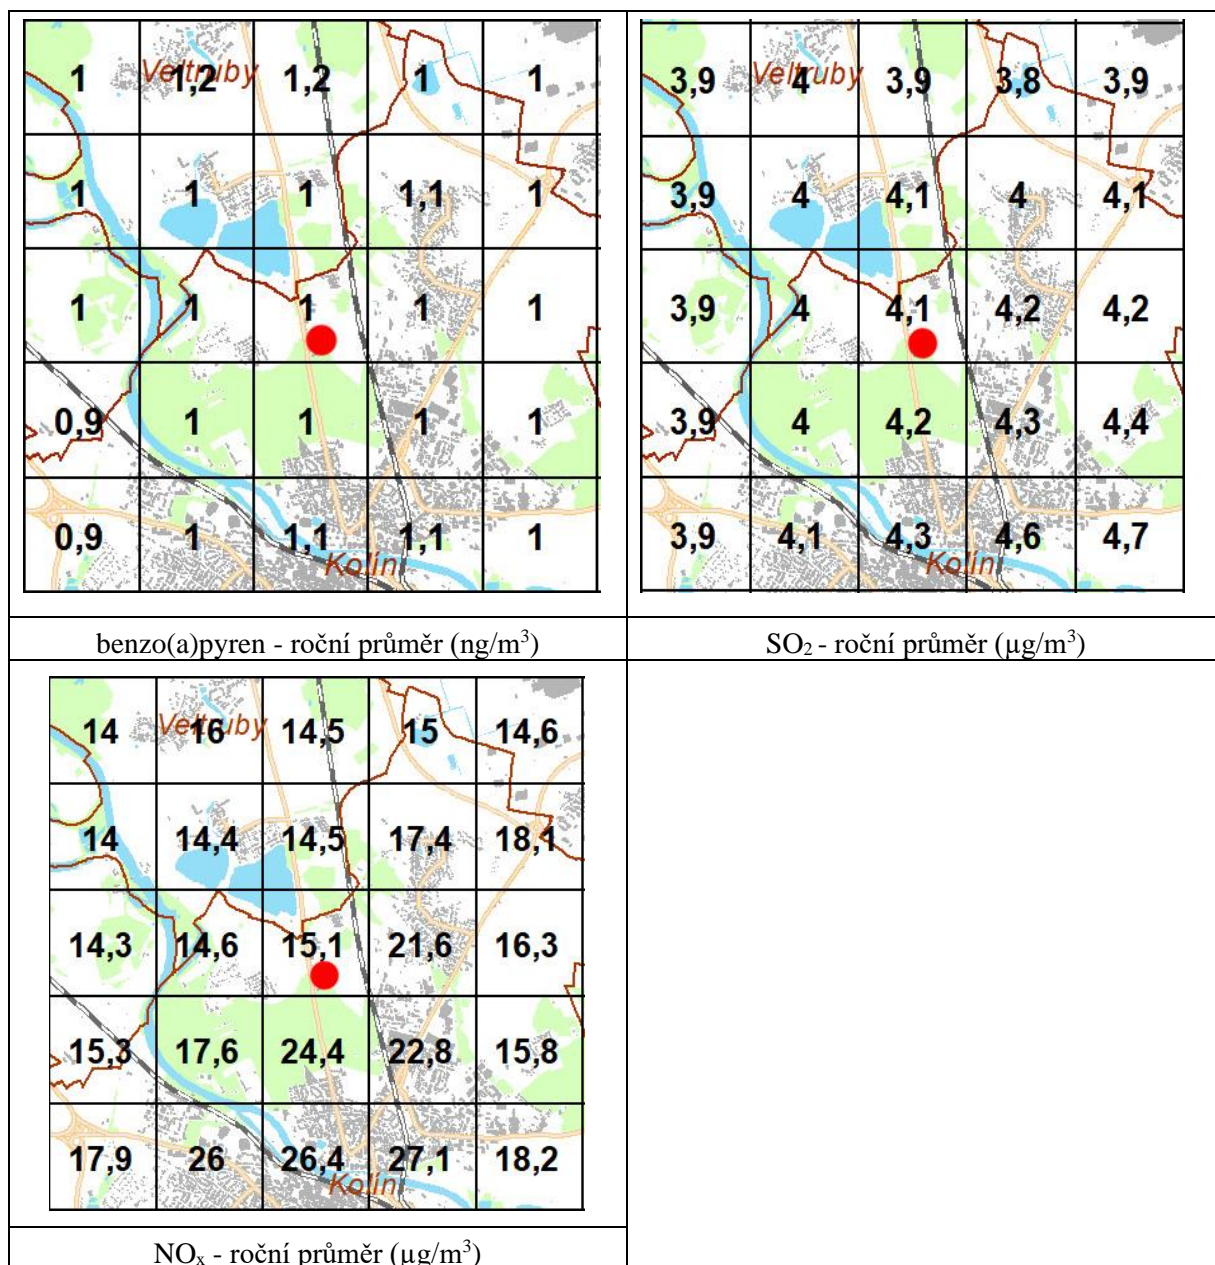 1 1,2 1,2 1 1
Veltruby
1 1 1 1,1 1
1 1 1 1 1
0,9 1 1 1 1
0,9 1 1,1 1,1 1
Kolín
benzo(a)pyren - roční průměr (ng/m³)
3,9 4 3,9 3,8 3,9
Veltruby
3,9 4 4,1 4 4,1
3,9 4 4,1 4,2 4,2
3,9 4 4,2 4,3 4,4
3,9 4,1 4,3 4,6 4,7
Kolín
SO₂ - roční průměr (µg/m³)
14 16 14,5 15 14,6
Veltruby
14 14,4 14,5 17,4 18,1
14,3 14,6 15,1 21,6 16,3
15,3 17,6 24,4 22,8 15,8
17,9 26 26,4 27,1 18,2
Kolín
NOₓ - roční průměr (µg/m³)